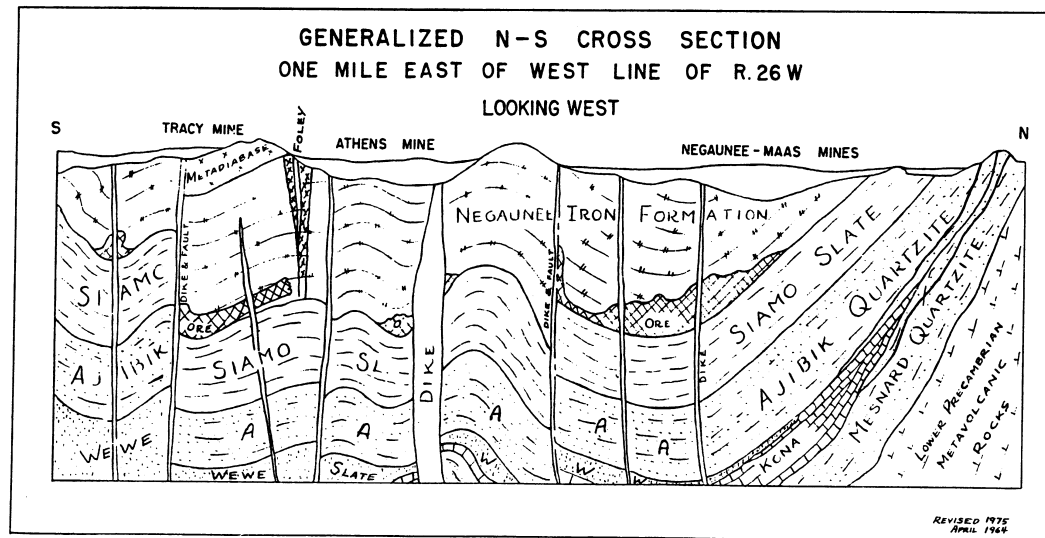 GENERALIZED N-S CROSS SECTION
ONE MILE EAST OF WEST LINE OF R.26W
LOOKING WEST
S
TRACY MINE
FOLEY
ATHENS MINE
NEGAUNEE-MAAS MINES
N
METADIABASE
NEGAUNEE IRON FORMATION
DIKE & FAULT
SIAMO
SIAMO
SL
DIKE
DIKE & FAULT
DIKE
ORE
O
ORE
SIAMO SLATE
AJIBIK
A
A
A
A
A
AJIBIK QUARTZITE
WEWE
WEWE
SLATE
W
W
KONA
MESNARD QUARTZITE
LOWER PRECAMBRIAN
METAVOLCANIC
ROCKS
REVISED 1975
APRIL 1964